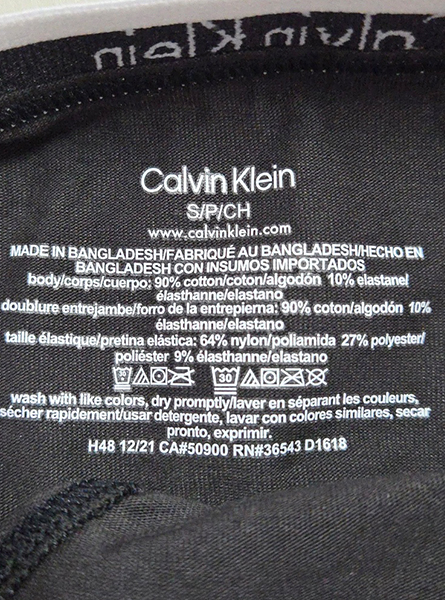 Calvin Klein
Calvin Klein
S/P/CH
www.calvinklein.com
MADE IN BANGLADESH/FABRIQUÉ AU BANGLADESH/HECHO EN
BANGLADESH CON INSUMOS IMPORTADOS
body/corps/cuerpo: 90% cotton/coton/algodón 10% elastane/
élasthanne/elastano
doublure entrejambe/forro de la entrepierna: 90% coton/algodón 10%
élasthanne/elastano
taille élastique/pretina elástica: 64% nylon/poliamida 27% polyester/
poliéster 9% élasthanne/elastano
30
wash with like colors, dry promptly/laver en séparant les couleurs,
sécher rapidement/usar detergente, lavar con colores similares, secar
pronto, exprimir.
H48 12/21 CA#50900 RN#36543 D1618